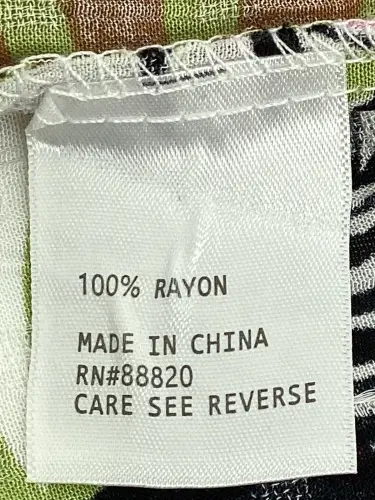 100% RAYON
MADE IN CHINA
RN#88820
CARE SEE REVERSE